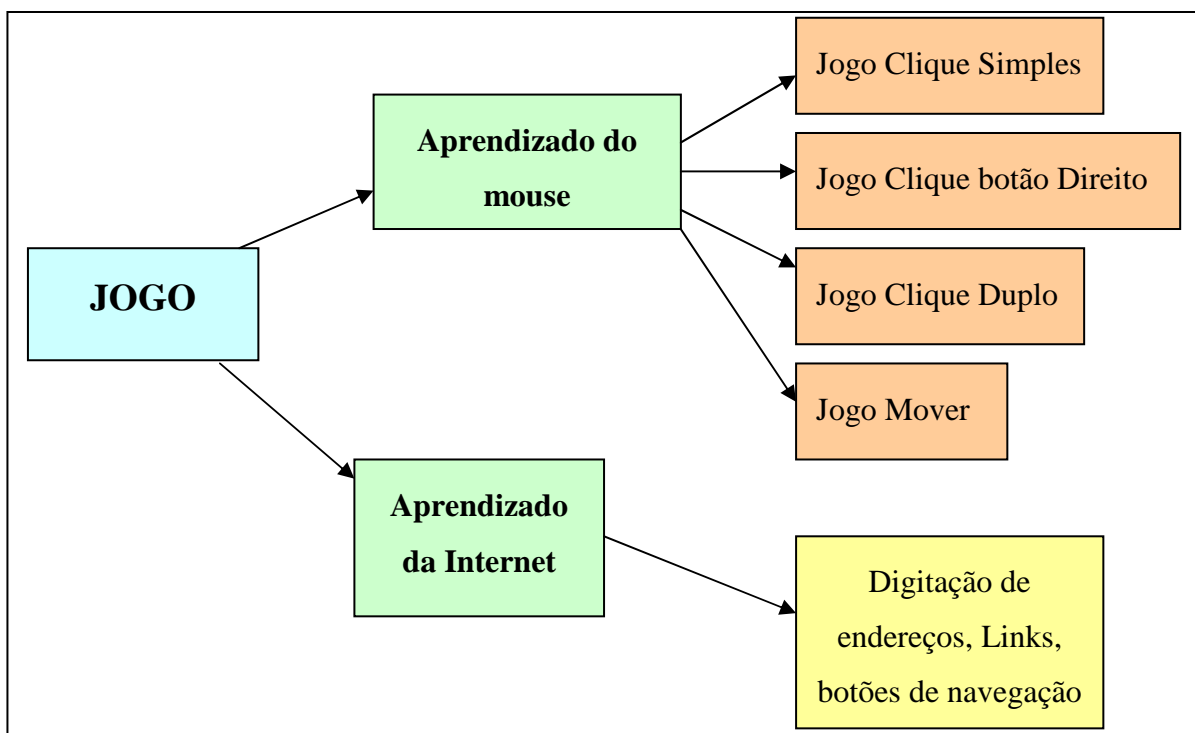 JOGO
Aprendizado do
mouse
Jogo Clique Simples
Jogo Clique botão Direito
Jogo Clique Duplo
Jogo Mover
Aprendizado
da Internet
Digitação de
endereços, Links,
botões de navegação